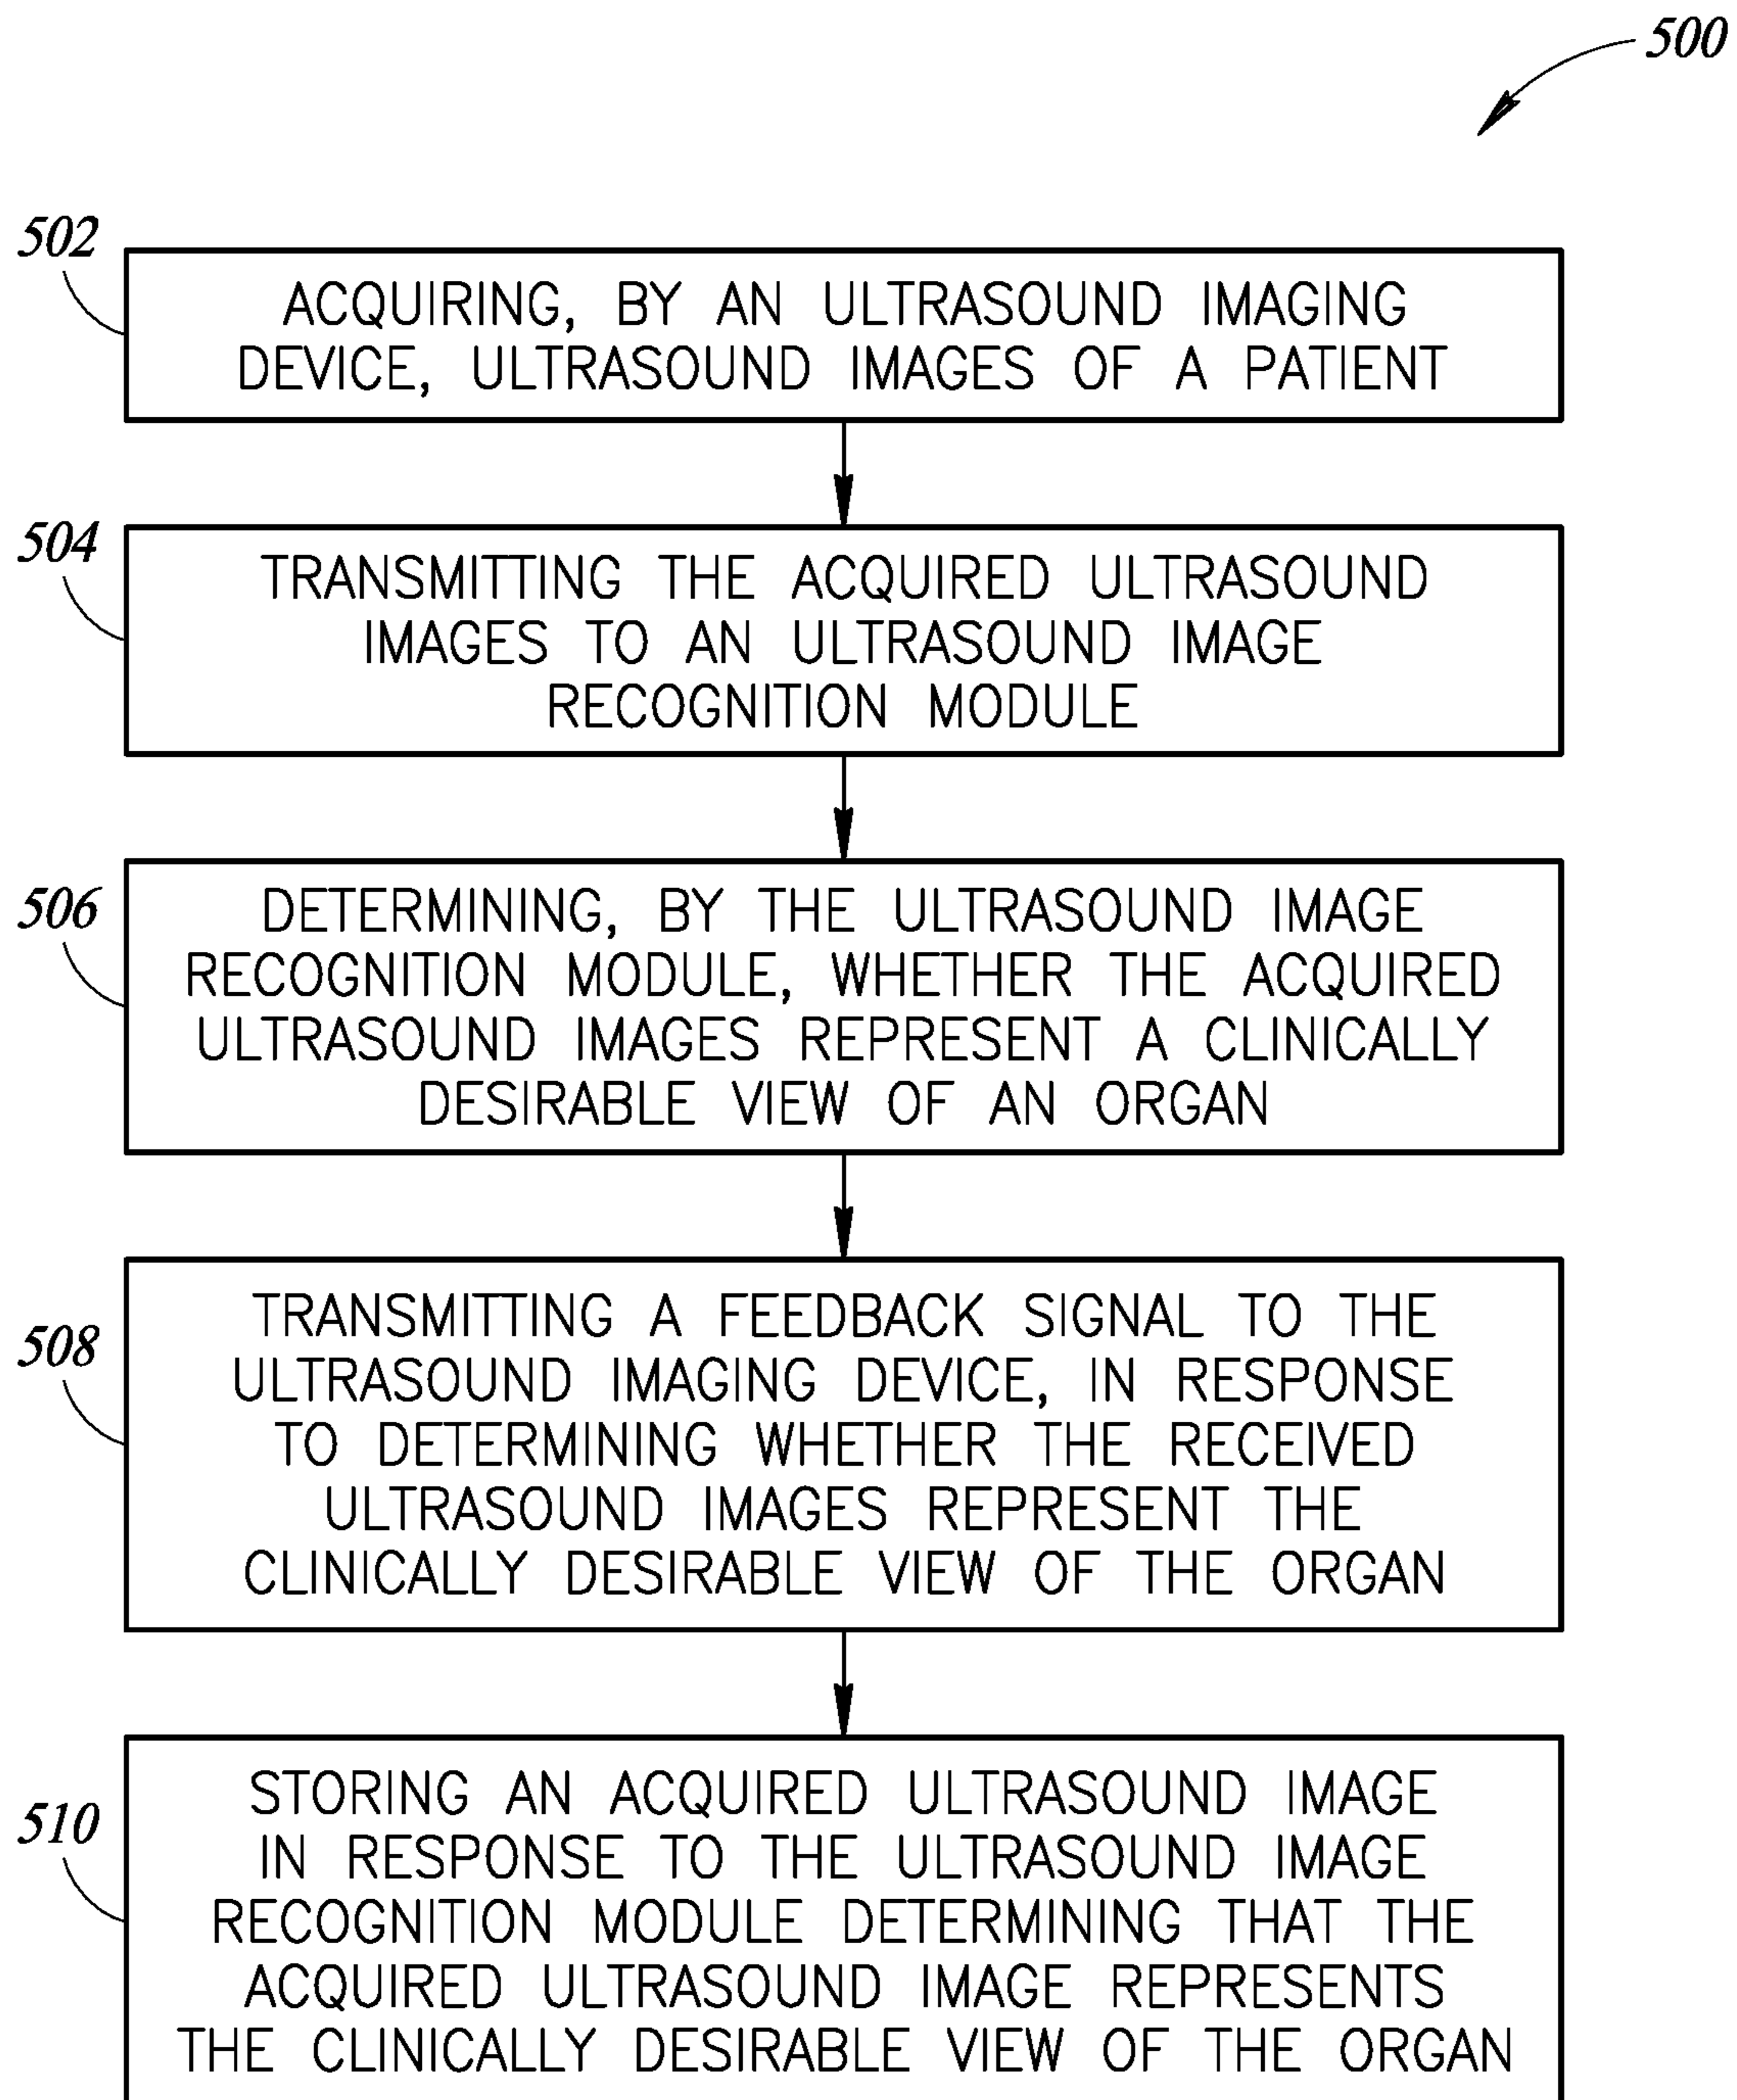 500
502
ACQUIRING, BY AN ULTRASOUND IMAGING
DEVICE, ULTRASOUND IMAGES OF A PATIENT
504
TRANSMITTING THE ACQUIRED ULTRASOUND
IMAGES TO AN ULTRASOUND IMAGE
RECOGNITION MODULE
506
DETERMINING, BY THE ULTRASOUND IMAGE
RECOGNITION MODULE, WHETHER THE ACQUIRED
ULTRASOUND IMAGES REPRESENT A CLINICALLY
DESIRABLE VIEW OF AN ORGAN
508
TRANSMITTING A FEEDBACK SIGNAL TO THE
ULTRASOUND IMAGING DEVICE, IN RESPONSE
TO DETERMINING WHETHER THE RECEIVED
ULTRASOUND IMAGES REPRESENT THE
CLINICALLY DESIRABLE VIEW OF THE ORGAN
510
STORING AN ACQUIRED ULTRASOUND IMAGE
IN RESPONSE TO THE ULTRASOUND IMAGE
RECOGNITION MODULE DETERMINING THAT THE
ACQUIRED ULTRASOUND IMAGE REPRESENTS
THE CLINICALLY DESIRABLE VIEW OF THE ORGAN